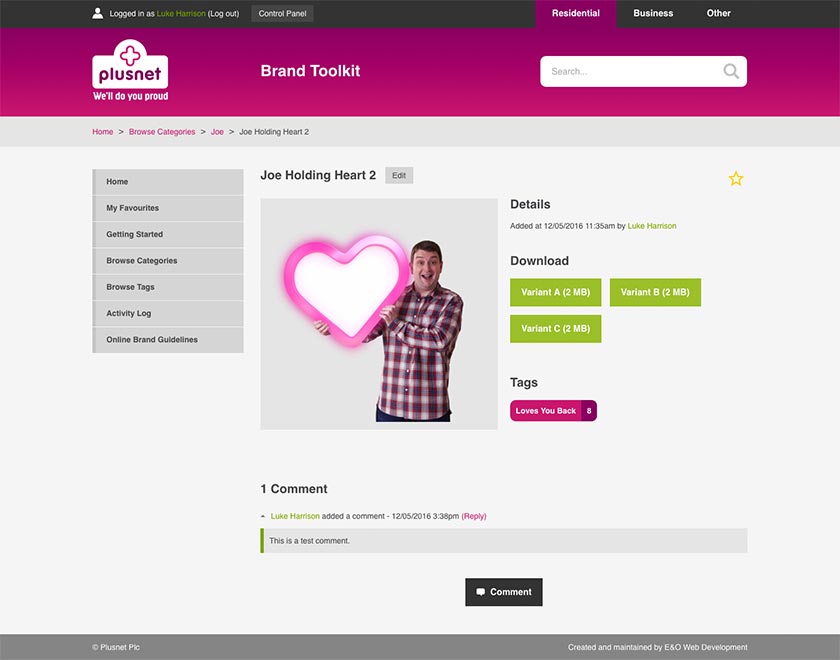 Logged in as Luke Harrison (Log out) Control Panel Residential Business Other
plusnet
We'll do you proud
Brand Toolkit
Search...
Home > Browse Categories > Joe > Joe Holding Heart 2
Home
My Favourites
Getting Started
Browse Categories
Browse Tags
Activity Log
Online Brand Guidelines
Joe Holding Heart 2 Edit
Details
Added at 12/05/2016 11:35am by Luke Harrison
Download
Variant A (2 MB) Variant B (2 MB)
Variant C (2 MB)
Tags
Loves You Back 8
1 Comment
Luke Harrison added a comment - 12/05/2016 3:38pm (Reply)
This is a test comment.
Comment
© Plusnet Plc Created and maintained by E&O Web Development